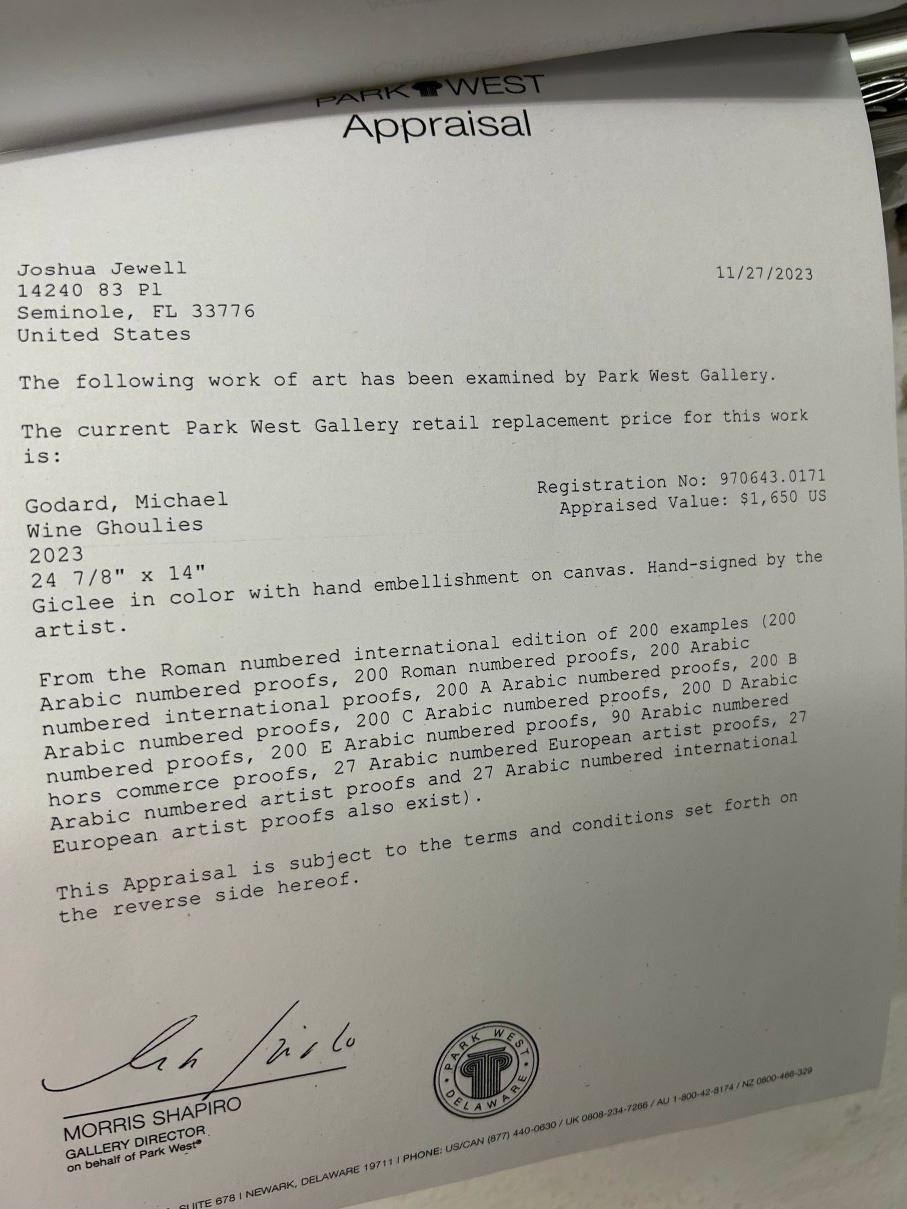 PARK WEST
Appraisal
Joshua Jewell
14240 83 Pl
Seminole, FL 33776
United States
11/27/2023
The following work of art has been examined by Park West Gallery.
The current Park West Gallery retail replacement price for this work
is:
Godard, Michael
Wine Ghoulies
2023
24 7/8" x 14"
Registration No: 970643.0171
Appraised Value: $1,650 US
Giclee in color with hand embellishment on canvas. Hand-signed by the
artist.
From the Roman numbered international edition of 200 examples (200
Arabic numbered proofs, 200 Roman numbered proofs, 200 Arabic
numbered international proofs, 200 A Arabic numbered proofs, 200 B
Arabic numbered proofs, 200 C Arabic numbered proofs, 200 D Arabic
numbered proofs, 200 E Arabic numbered proofs, 90 Arabic numbered
hors commerce proofs, 27 Arabic numbered European artist proofs, 27
Arabic numbered artist proofs and 27 Arabic numbered international
European artist proofs also exist).
This Appraisal is subject to the terms and conditions set forth on
the reverse side hereof.
MORRIS SHAPIRO
GALLERY DIRECTOR
on behalf of Park West®
PARK WEST
DELAWARE
SUITE 678 | NEWARK, DELAWARE 19711 | PHONE: US/CAN (877) 440-0630 / UK 0808-234-7266 / AU 1-800-42-8174 / NZ 0800-466-329